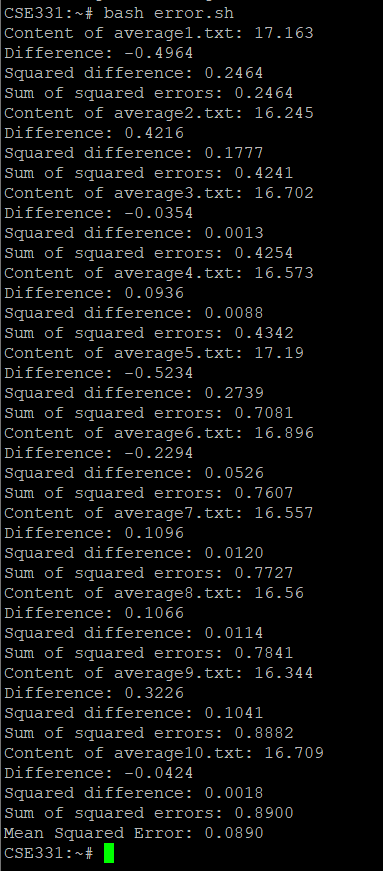 CSE331:~# bash error.sh
Content of average1.txt: 17.163
Difference: -0.4964
Squared difference: 0.2464
Sum of squared errors: 0.2464
Content of average2.txt: 16.245
Difference: 0.4216
Squared difference: 0.1777
Sum of squared errors: 0.4241
Content of average3.txt: 16.702
Difference: -0.0354
Squared difference: 0.0013
Sum of squared errors: 0.4254
Content of average4.txt: 16.573
Difference: 0.0936
Squared difference: 0.0088
Sum of squared errors: 0.4342
Content of average5.txt: 17.19
Difference: -0.5234
Squared difference: 0.2739
Sum of squared errors: 0.7081
Content of average6.txt: 16.896
Difference: -0.2294
Squared difference: 0.0526
Sum of squared errors: 0.7607
Content of average7.txt: 16.557
Difference: 0.1096
Squared difference: 0.0120
Sum of squared errors: 0.7727
Content of average8.txt: 16.56
Difference: 0.1066
Squared difference: 0.0114
Sum of squared errors: 0.7841
Content of average9.txt: 16.344
Difference: 0.3226
Squared difference: 0.1041
Sum of squared errors: 0.8882
Content of average10.txt: 16.709
Difference: -0.0424
Squared difference: 0.0018
Sum of squared errors: 0.8900
Mean Squared Error: 0.0890
CSE331:~#